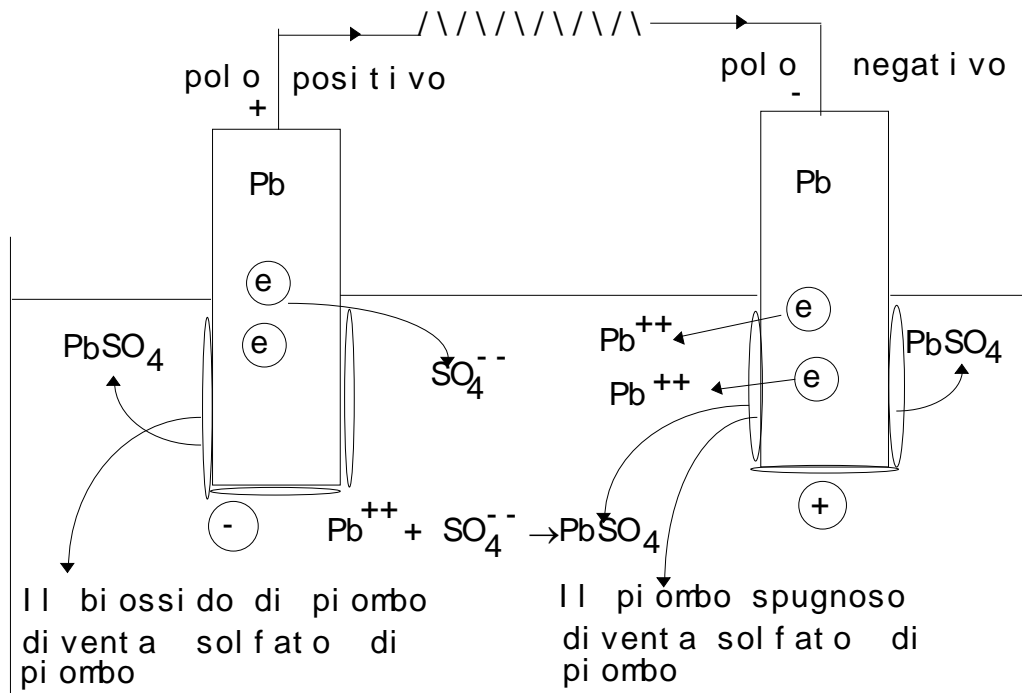 /\/\/\/\/\/\/\/\/\
polo positivo
+
polo negativo
-
Pb
Pb
e
e
e
e
PbSO4
SO4--
Pb++
Pb++
PbSO4
-
+
Pb++ + SO4-- →PbSO4
Il biossido di piombo
diventa solfato di
piombo
Il piombo spugnoso
diventa solfato di
piombo